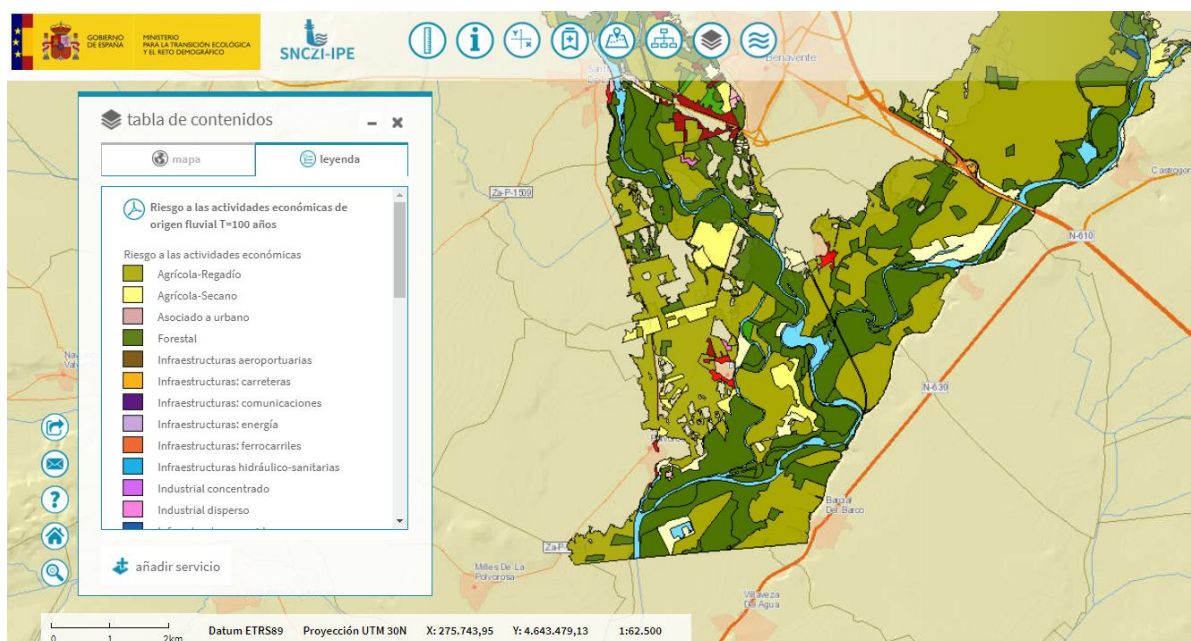 GOBIERNO
DE ESPAÑA
MINISTERIO
PARA LA TRANSICIÓN ECOLÓGICA
Y EL RETO DEMOGRÁFICO
SNCZI-IPE
Benavente
tabla de contenidos
mapa
leyenda
Riesgo a las actividades económicas de
origen fluvial T=100 años
Riesgo a las actividades económicas
Agrícola-Regadío
Agrícola-Secano
Asociado a urbano
Forestal
Infraestructuras aeroportuarias
Infraestructuras: carreteras
Infraestructuras: comunicaciones
Infraestructuras: energía
Infraestructuras: ferrocarriles
Infraestructuras hidráulico-sanitarias
Industrial concentrado
Industrial disperso
añadir servicio
Za-P-1509
Castrogon
N-610
N-630
Barcial
Del Barco
Za-P
Milles De La
Polvorosa
Villaveza
Del Agua
0 1 2km
Datum ETRS89 Proyección UTM 30N X: 275.743,95 Y: 4.643.479,13 1:62.500